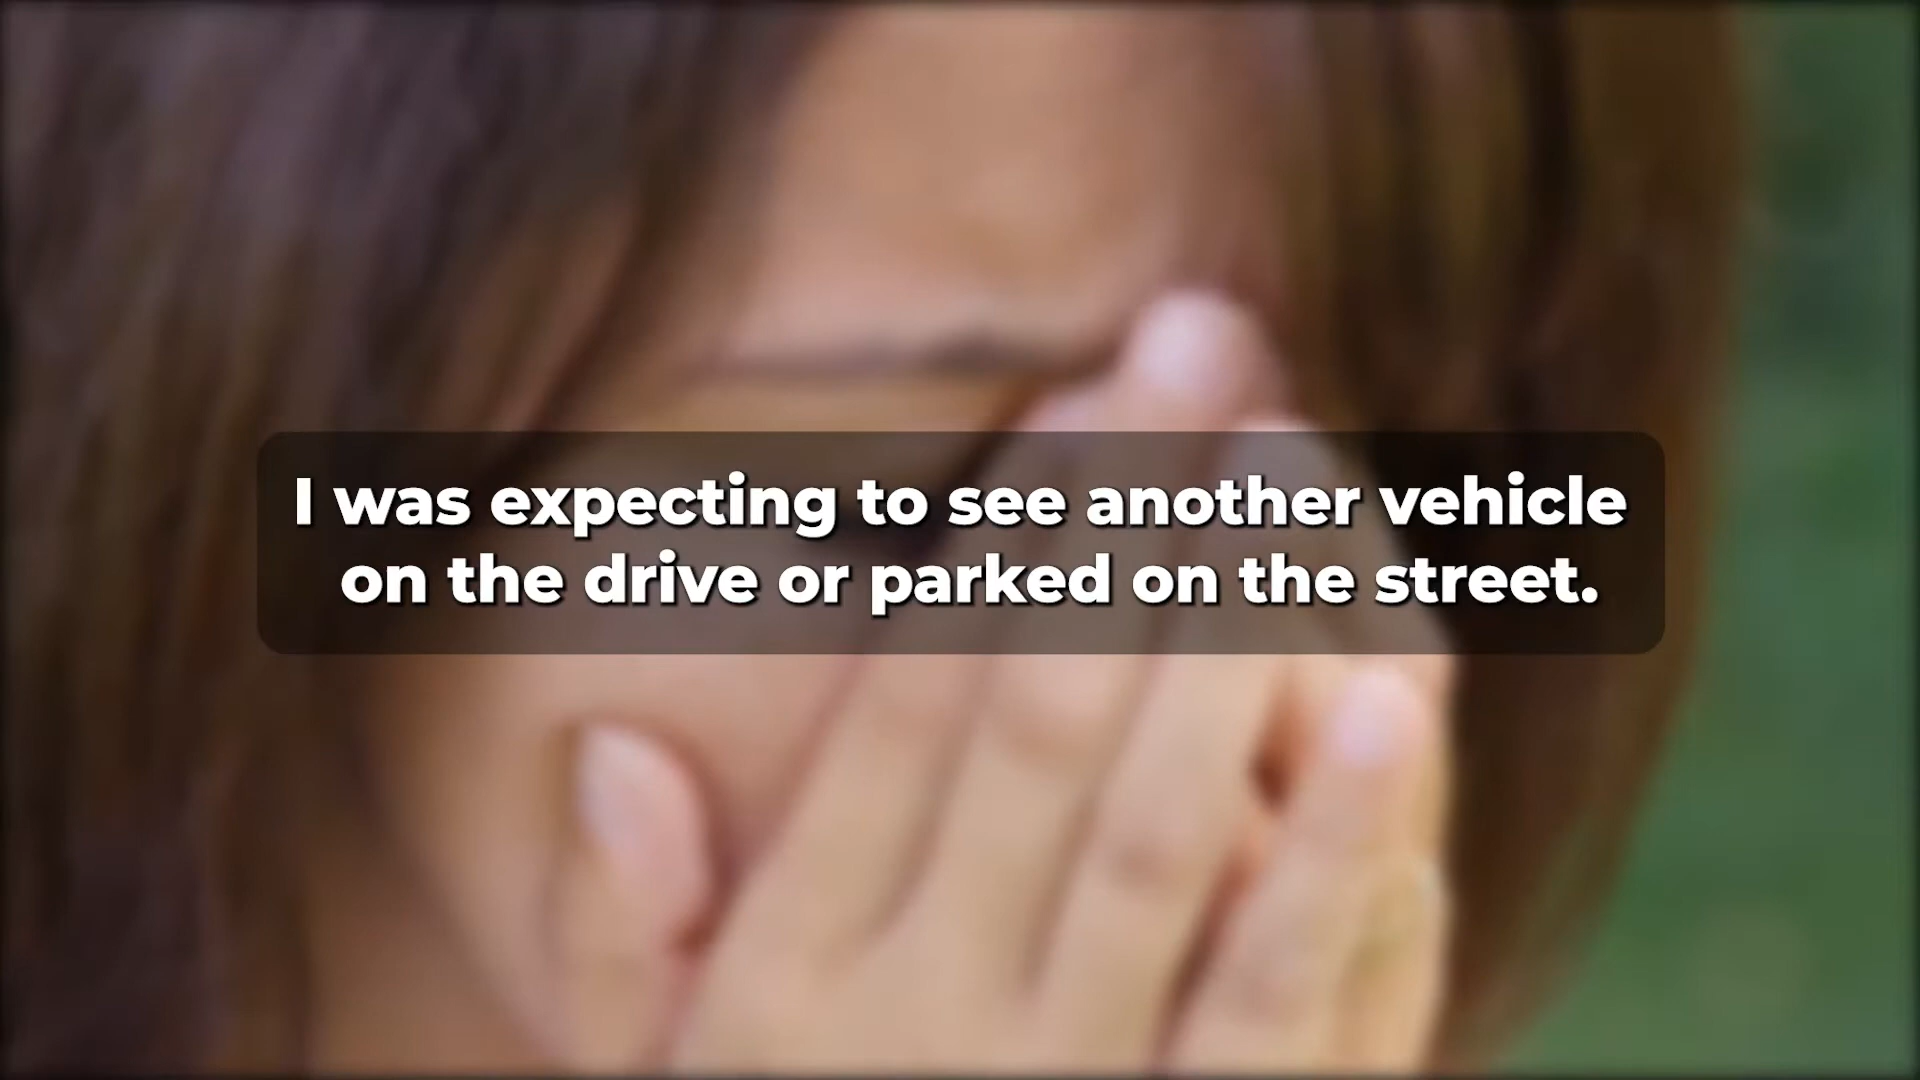 I was expecting to see another vehicle
on the drive or parked on the street.